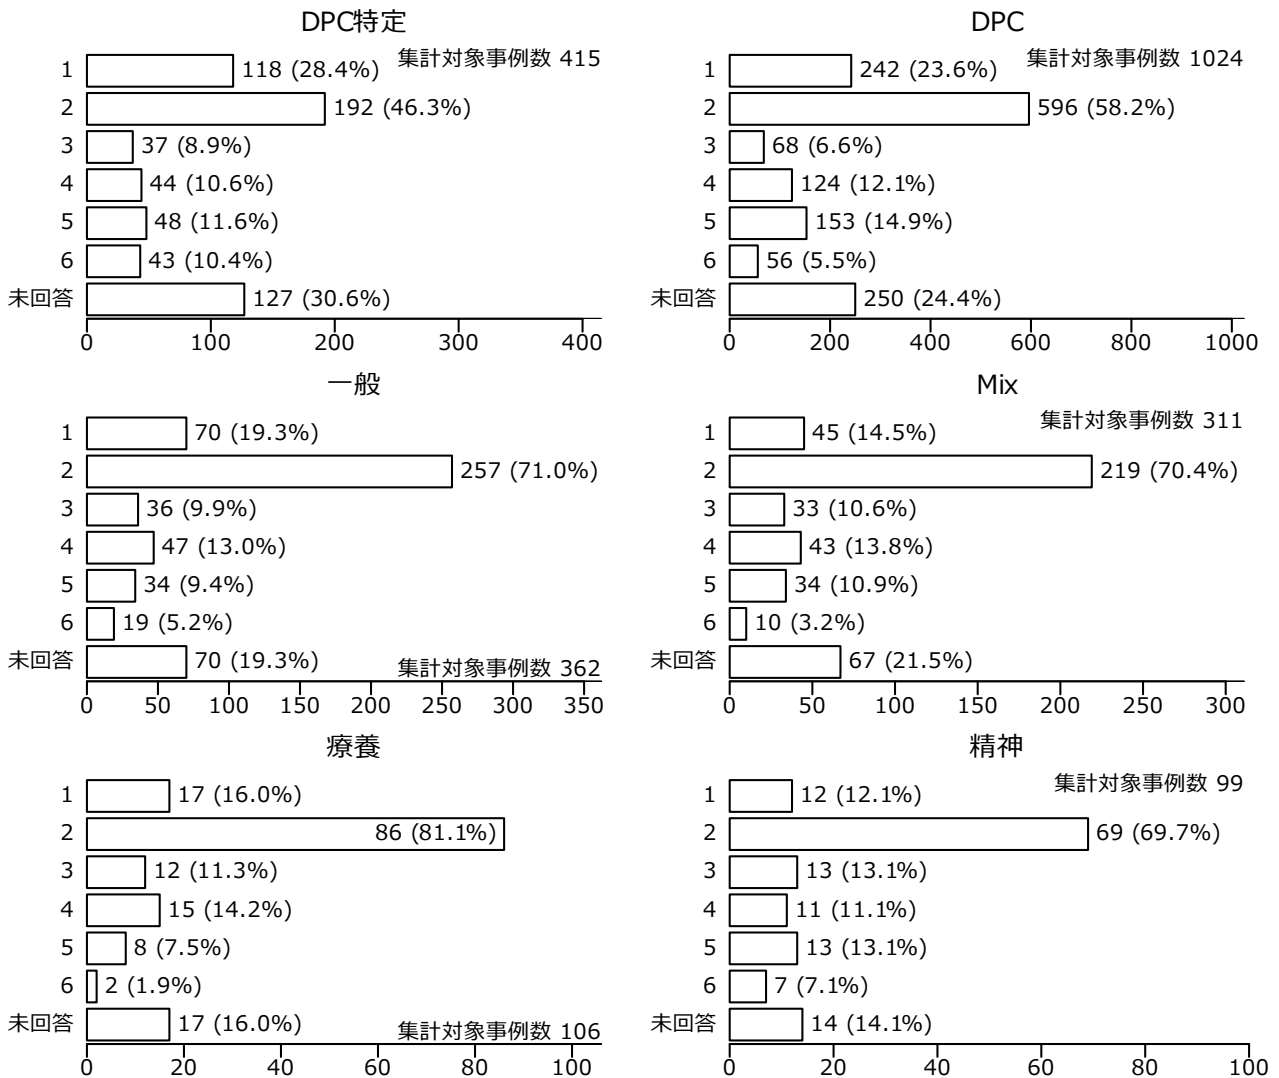 DPC特定
集計対象事例数 415
1 118 (28.4%)
2 192 (46.3%)
3 37 (8.9%)
4 44 (10.6%)
5 48 (11.6%)
6 43 (10.4%)
未回答 127 (30.6%)
0 100 200 300 400
DPC
集計対象事例数 1024
1 242 (23.6%)
2 596 (58.2%)
3 68 (6.6%)
4 124 (12.1%)
5 153 (14.9%)
6 56 (5.5%)
未回答 250 (24.4%)
0 200 400 600 800 1000
一般
1 70 (19.3%)
2 257 (71.0%)
3 36 (9.9%)
4 47 (13.0%)
5 34 (9.4%)
6 19 (5.2%)
未回答 70 (19.3%)
集計対象事例数 362
0 50 100 150 200 250 300 350
Mix
集計対象事例数 311
1 45 (14.5%)
2 219 (70.4%)
3 33 (10.6%)
4 43 (13.8%)
5 34 (10.9%)
6 10 (3.2%)
未回答 67 (21.5%)
0 50 100 150 200 250 300
療養
1 17 (16.0%)
2 86 (81.1%)
3 12 (11.3%)
4 15 (14.2%)
5 8 (7.5%)
6 2 (1.9%)
未回答 17 (16.0%)
集計対象事例数 106
0 20 40 60 80 100
精神
集計対象事例数 99
1 12 (12.1%)
2 69 (69.7%)
3 13 (13.1%)
4 11 (11.1%)
5 13 (13.1%)
6 7 (7.1%)
未回答 14 (14.1%)
0 20 40 60 80 100